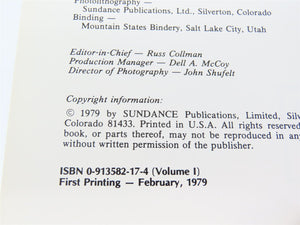 Photolithography —
Sundance Publications, Ltd., Silverton, Colorado
Binding —
Mountain States Bindery, Salt Lake City, Utah
Editor-in-Chief — Russ Collman
Production Manager — Dell A. McCoy
Director of Photography — John Shufelt
Copyright information:
© 1979 by SUNDANCE Publications, Limited, Silve
Colorado 81433. Printed in U.S.A. All rights reserved
book, or parts thereof, may not be reproduced in any
without written permission of the publisher.
ISBN 0-913582-17-4 (Volume I)
First Printing — February, 1979